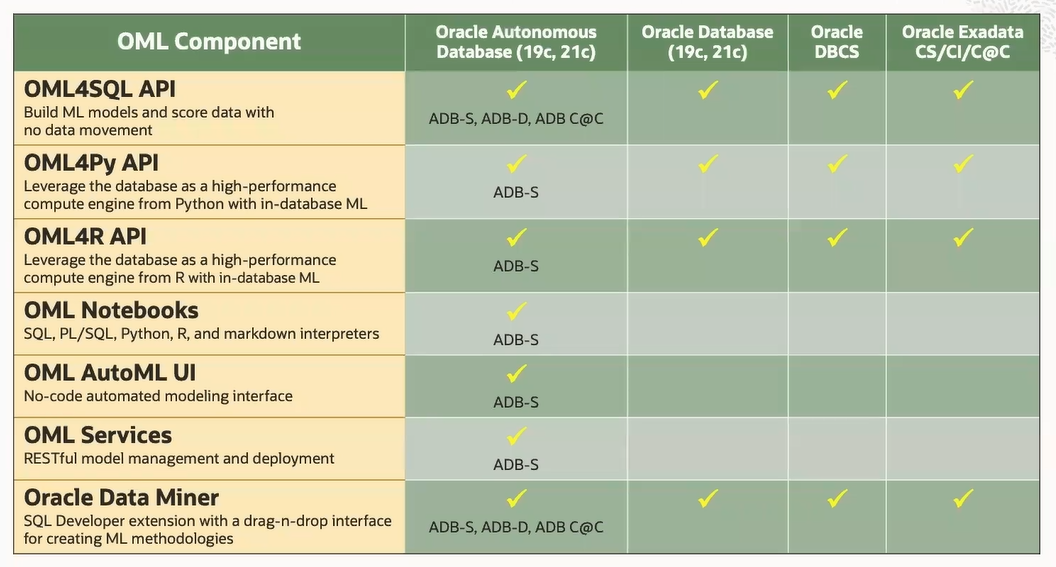 OML Component
Oracle Autonomous
Database (19c, 21c)
Oracle Database
(19c, 21c)
Oracle
DBCS
Oracle Exadata
CS/CI/C@C
OML4SQL API
Build ML models and score data with
no data movement
✓
ADB-S, ADB-D, ADB C@C
✓
✓
✓
OML4Py API
Leverage the database as a high-performance
compute engine from Python with in-database ML
✓
ADB-S
✓
✓
✓
OML4R API
Leverage the database as a high-performance
compute engine from R with in-database ML
✓
ADB-S
✓
✓
✓
OML Notebooks
SQL, PL/SQL, Python, R, and markdown interpreters
✓
ADB-S
OML AutoML UI
No-code automated modeling interface
✓
ADB-S
OML Services
RESTful model management and deployment
✓
ADB-S
Oracle Data Miner
SQL Developer extension with a drag-n-drop interface
for creating ML methodologies
✓
ADB-S, ADB-D, ADB C@C
✓
✓
✓